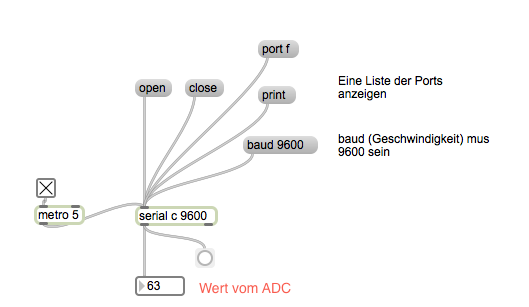 port f
open
close
Eine Liste der Ports
anzeigen
print
baud 9600
baud (Geschwindigkeit) mus
9600 sein
metro 5
serial c 9600
63
Wert vom ADC